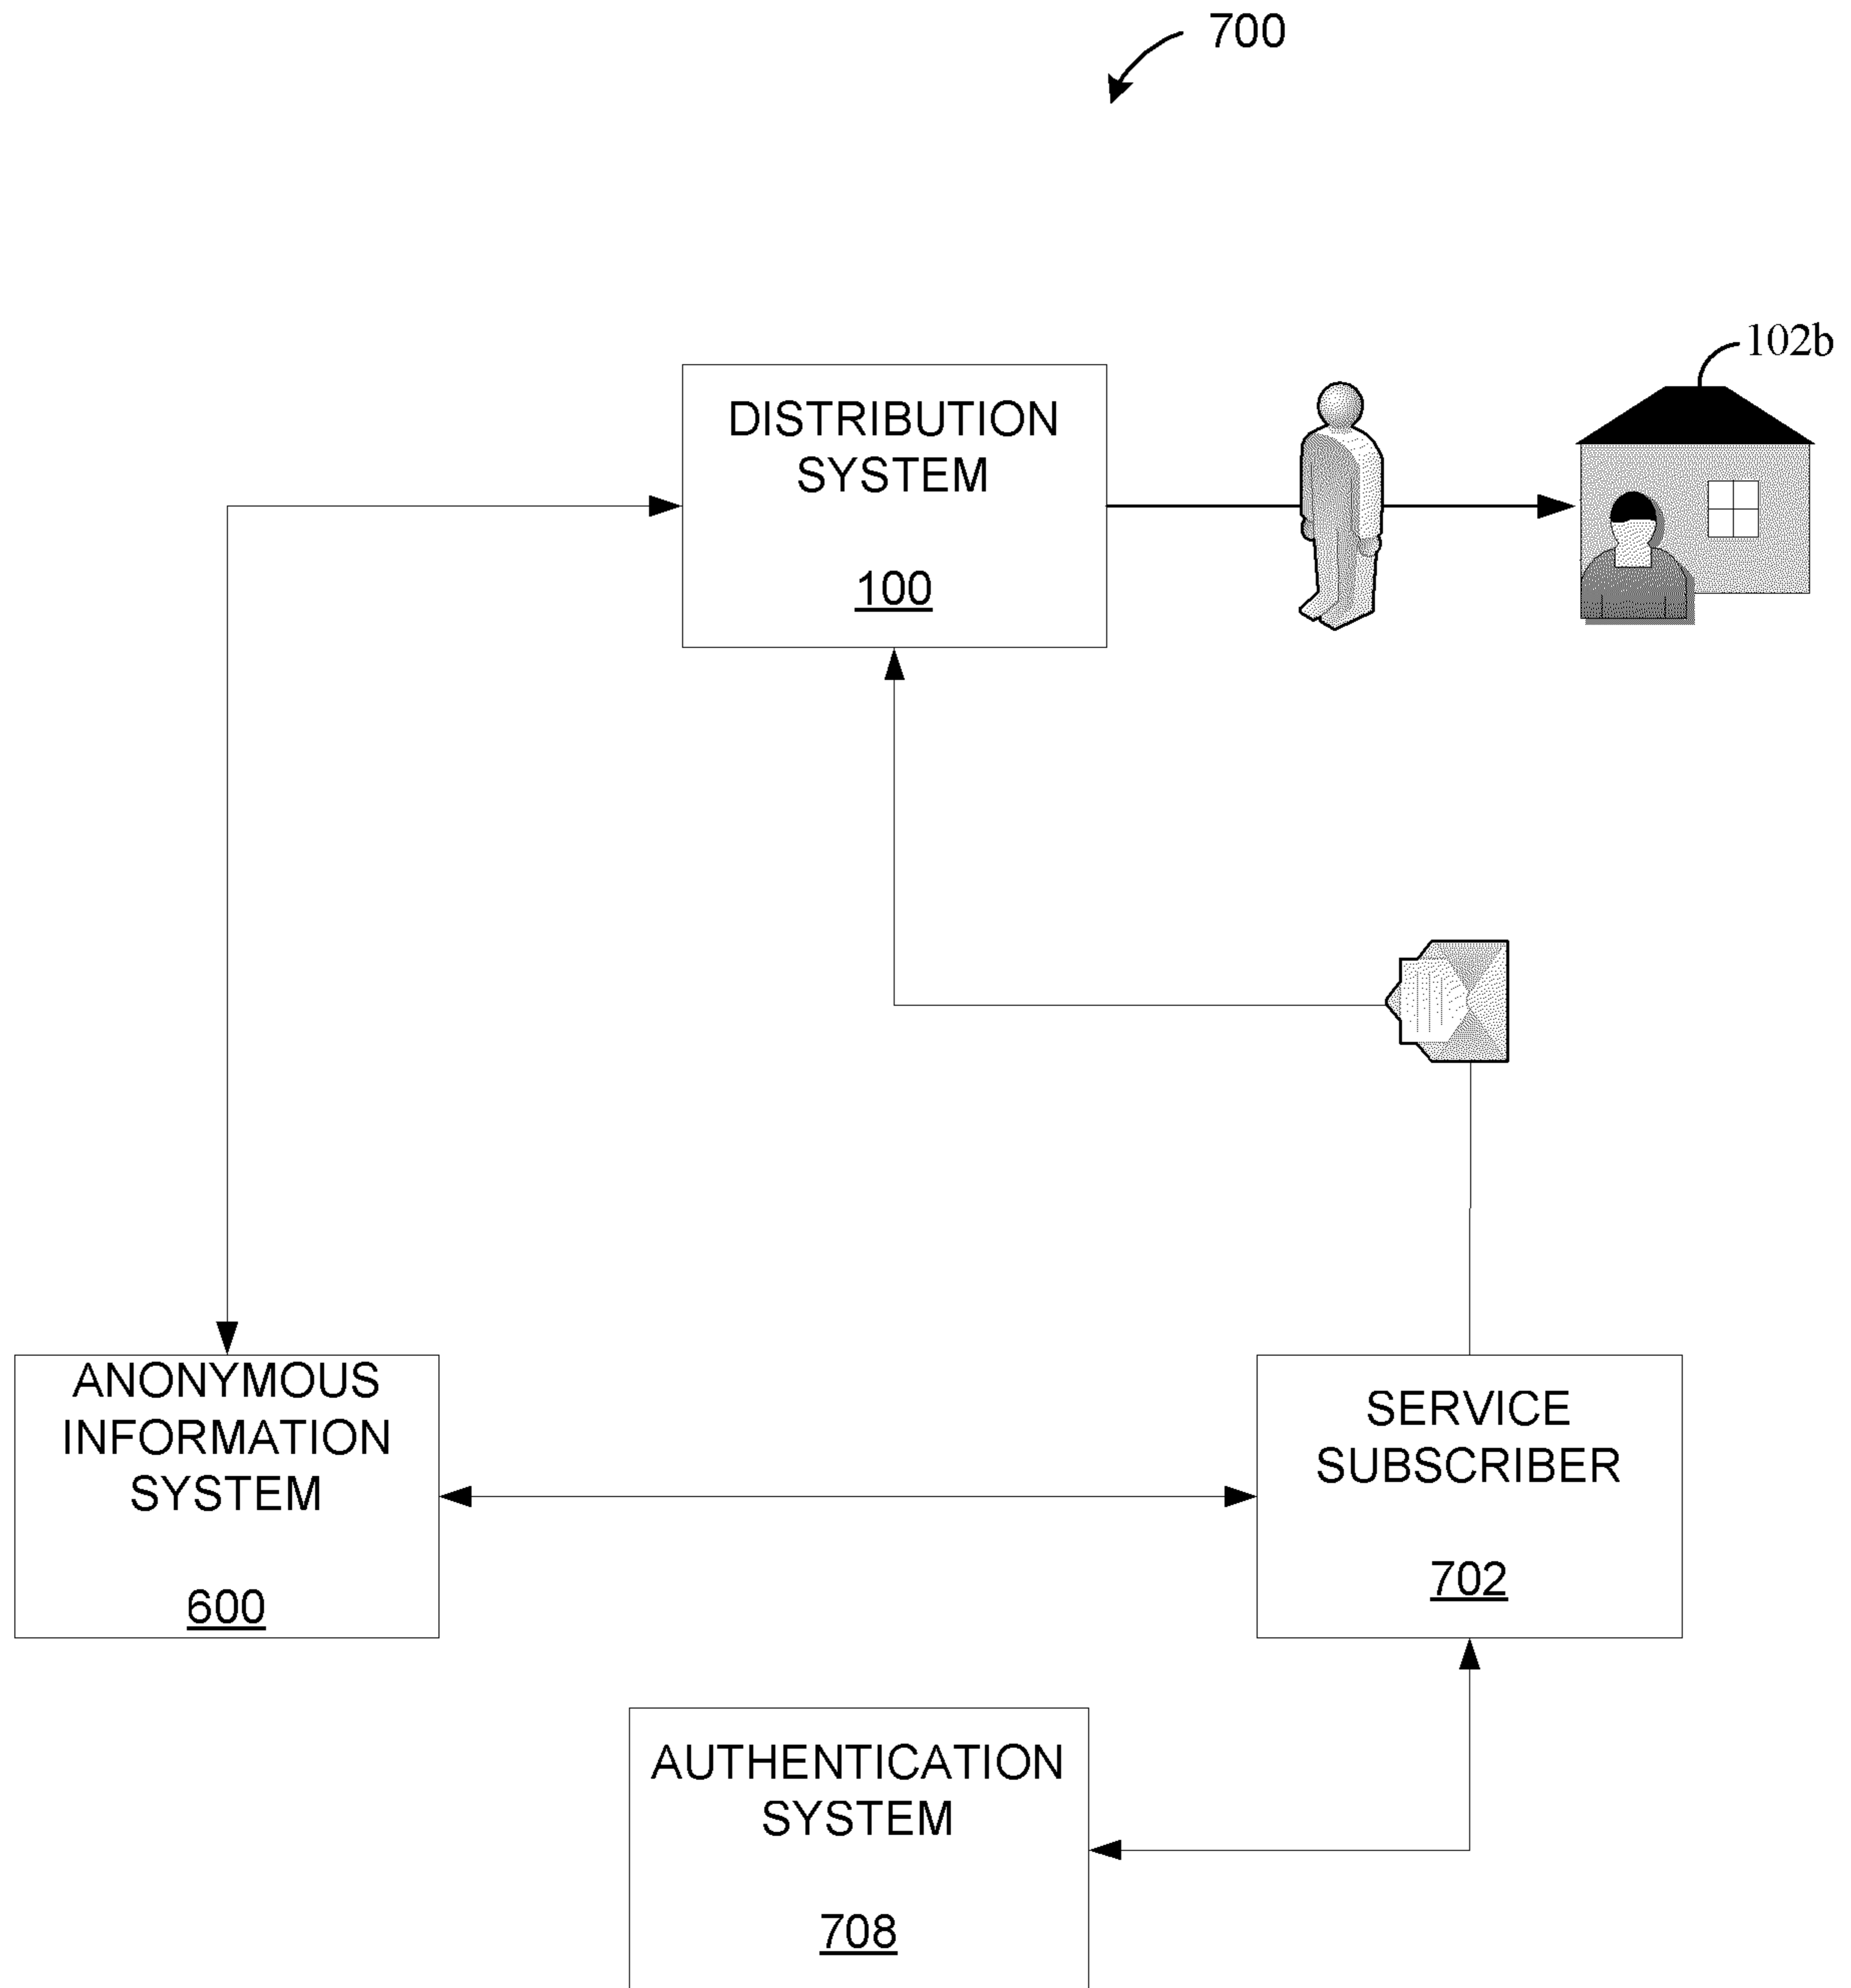 700
102b
DISTRIBUTION
SYSTEM
100
ANONYMOUS
INFORMATION
SYSTEM
600
SERVICE
SUBSCRIBER
702
AUTHENTICATION
SYSTEM
708